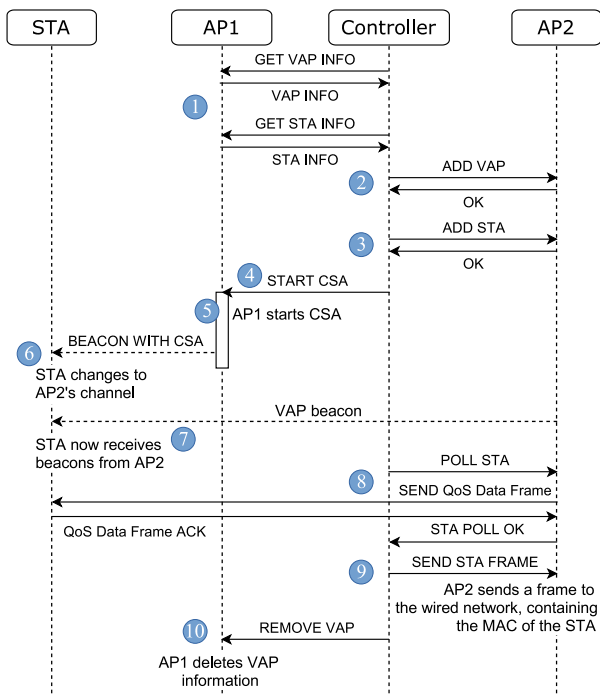 STA
AP1
Controller
AP2
GET VAP INFO
VAP INFO
1
GET STA INFO
STA INFO
ADD VAP
2
OK
ADD STA
3
OK
4
START CSA
5
AP1 starts CSA
BEACON WITH CSA
6
STA changes to
AP2's channel
VAP beacon
7
STA now receives
beacons from AP2
POLL STA
8
SEND QoS Data Frame
QoS Data Frame ACK
STA POLL OK
SEND STA FRAME
9
AP2 sends a frame to
the wired network, containing
the MAC of the STA
10
REMOVE VAP
AP1 deletes VAP
information